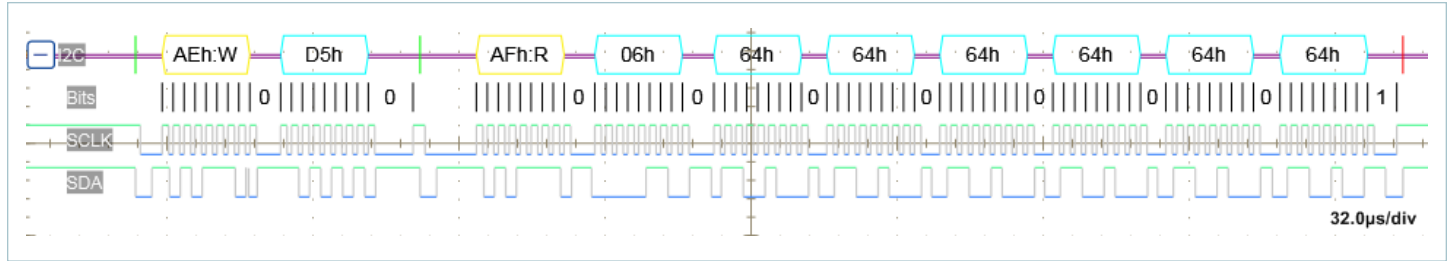 I2C AEh:W D5h AFh:R 06h 64h 64h 64h 64h 64h 64h
Bits 0 0 0 0 0 0 0 0 0 1
SCLK
SDA
32.0µs/div